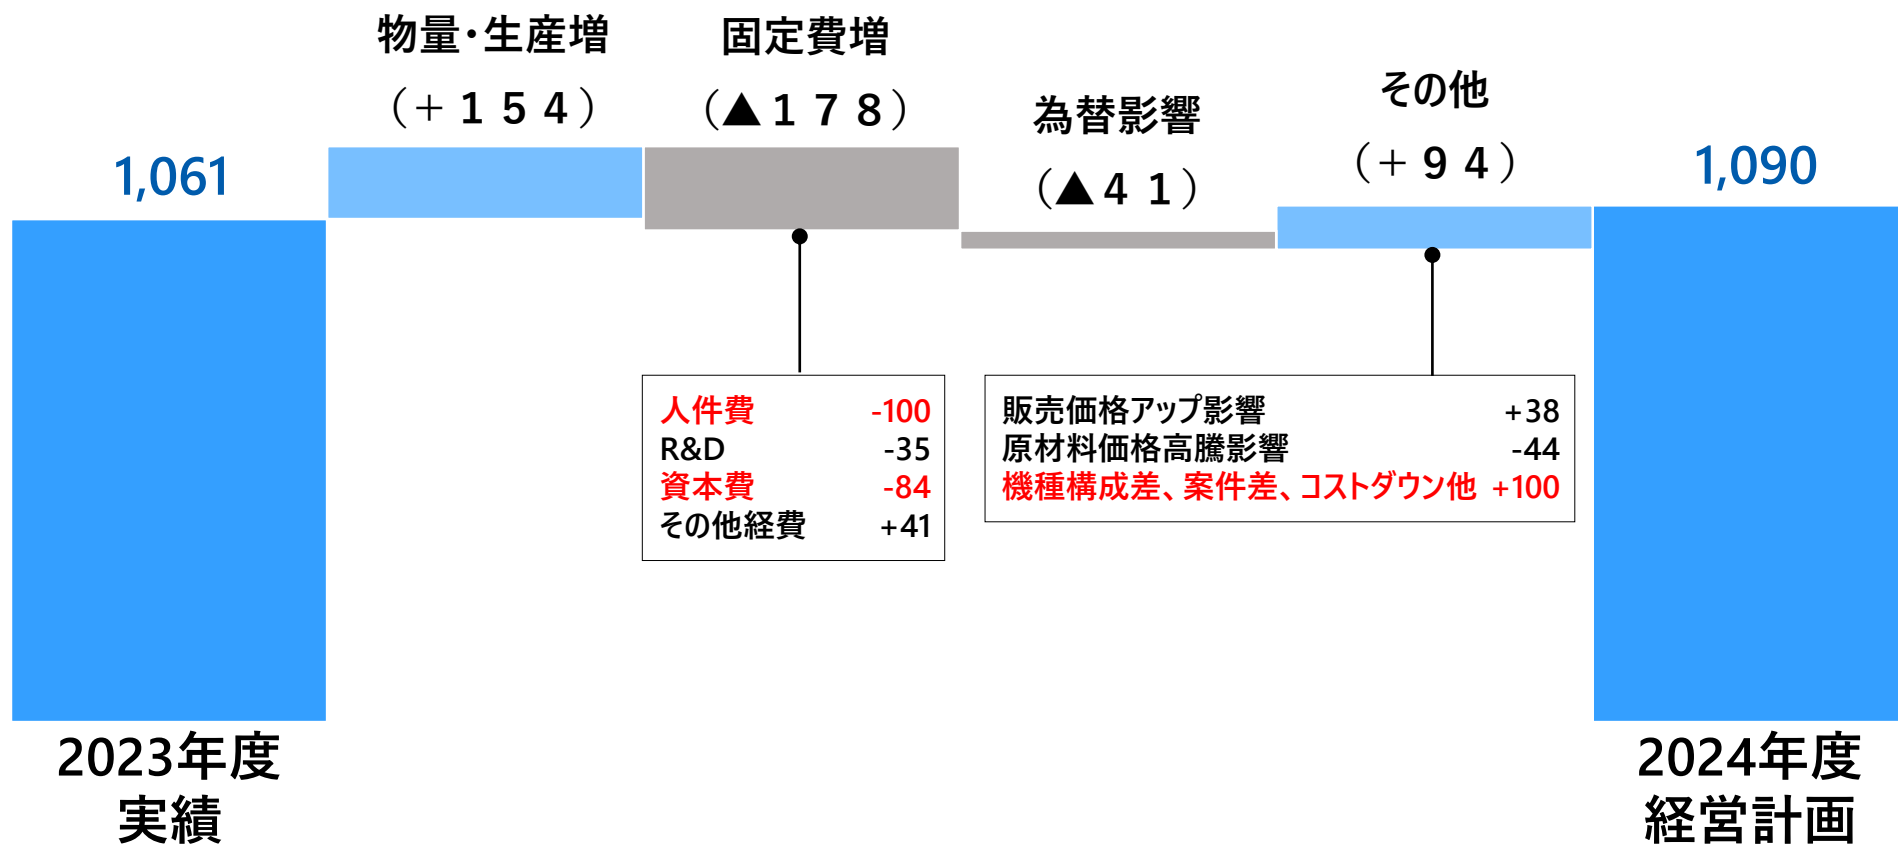 物量・生産増
（＋１５４）
固定費増
（▲１７８）
為替影響
（▲４１）
その他
（＋９４）
1,061
1,090
人件費 -100
R&D -35
資本費 -84
その他経費 +41
販売価格アップ影響 +38
原材料価格高騰影響 -44
機種構成差、案件差、コストダウン他 +100
2023年度
実績
2024年度
経営計画